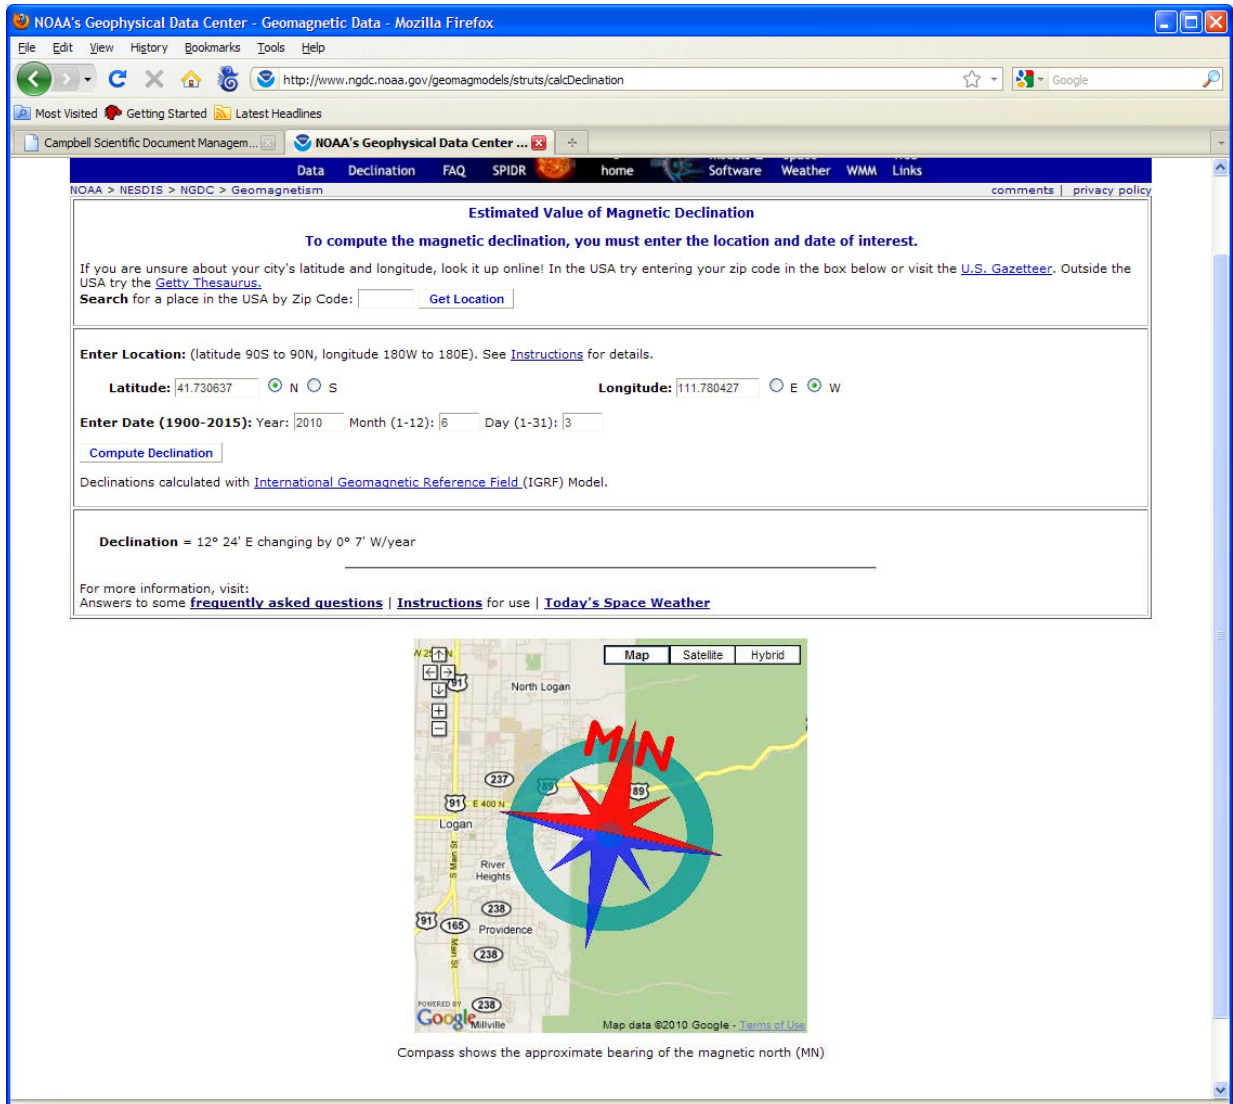 NOAA's Geophysical Data Center - Geomagnetic Data - Mozilla Firefox
File Edit View History Bookmarks Tools Help
http://www.ngdc.noaa.gov/geomagmodels/struts/calcDeclination
Google
Most Visited Getting Started Latest Headlines
Campbell Scientific Document Managem...
NOAA's Geophysical Data Center ...
Data Declination FAQ SPIDR home Software Weather WMM Links
NOAA > NESDIS > NGDC > Geomagnetism
comments | privacy policy
Estimated Value of Magnetic Declination
To compute the magnetic declination, you must enter the location and date of interest.
If you are unsure about your city's latitude and longitude, look it up online! In the USA try entering your zip code in the box below or visit the U.S. Gazetteer. Outside the
USA try the Getty Thesaurus.
Search for a place in the USA by Zip Code: Get Location
Enter Location: (latitude 90S to 90N, longitude 180W to 180E). See Instructions for details.
Latitude: 41.730637 N S Longitude: 111.780427 E W
Enter Date (1900-2015): Year: 2010 Month (1-12): 6 Day (1-31): 3
Compute Declination
Declinations calculated with International Geomagnetic Reference Field (IGRF) Model.
Declination = 12° 24' E changing by 0° 7' W/year
For more information, visit:
Answers to some frequently asked questions | Instructions for use | Today's Space Weather
Map Satellite Hybrid
91
North Logan
MN
237
89
89
91
E 400 N
Logan
S Main St
River
Heights
238
91
165
Providence
Main St
238
238
POWERED BY
Google
Millville
Map data ©2010 Google - Terms of Use
Compass shows the approximate bearing of the magnetic north (MN)